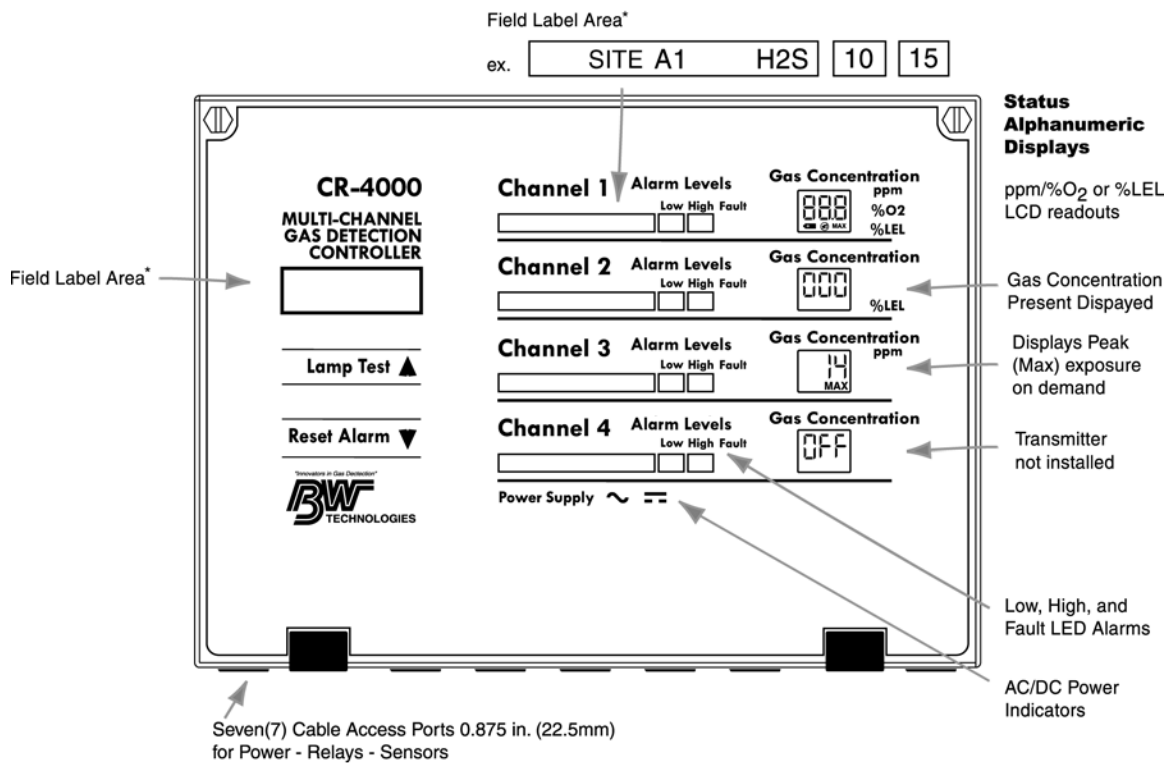 Field Label Area*
ex. SITE A1 H2S 10 15
Status
Alphanumeric
Displays
ppm/%O2 or %LEL
LCD readouts
CR-4000
MULTI-CHANNEL
GAS DETECTION
CONTROLLER
Field Label Area*
Lamp Test ▲
Reset Alarm ▼
"Innovators in Gas Dectection"
BW
TECHNOLOGIES
Channel 1 Alarm Levels Gas Concentration
Low High Fault
ppm
%O2
%LEL
88.8
MAX
Channel 2 Alarm Levels Gas Concentration
Low High Fault
000
%LEL
Gas Concentration
Present Dispayed
Channel 3 Alarm Levels Gas Concentration
Low High Fault
ppm
14
MAX
Displays Peak
(Max) exposure
on demand
Channel 4 Alarm Levels Gas Concentration
Low High Fault
OFF
Transmitter
not installed
Power Supply
Low, High, and
Fault LED Alarms
AC/DC Power
Indicators
Seven(7) Cable Access Ports 0.875 in. (22.5mm)
for Power - Relays - Sensors